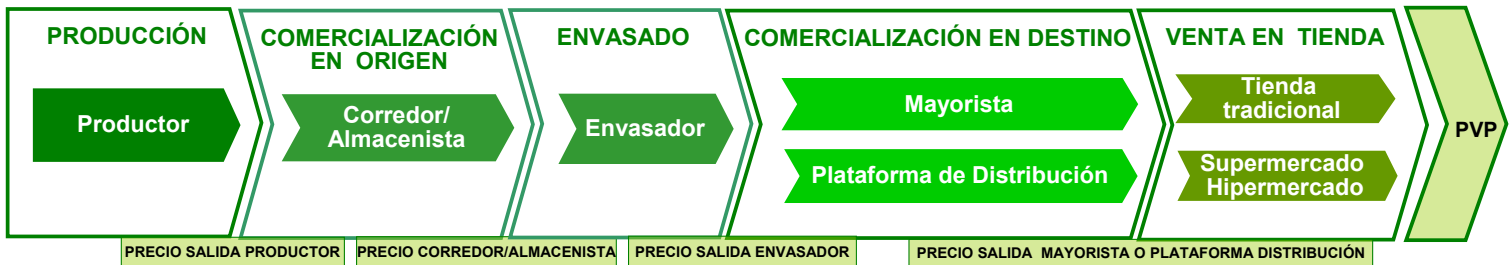 PRODUCCIÓN
Productor
COMERCIALIZACIÓN
EN ORIGEN
Corredor/
Almacenista
ENVASADO
Envasador
COMERCIALIZACIÓN EN DESTINO
Mayorista
Plataforma de Distribución
VENTA EN TIENDA
Tienda
tradicional
Supermercado
Hipermercado
PVP
PRECIO SALIDA PRODUCTOR
PRECIO CORREDOR/ALMACENISTA
PRECIO SALIDA ENVASADOR
PRECIO SALIDA MAYORISTA O PLATAFORMA DISTRIBUCIÓN